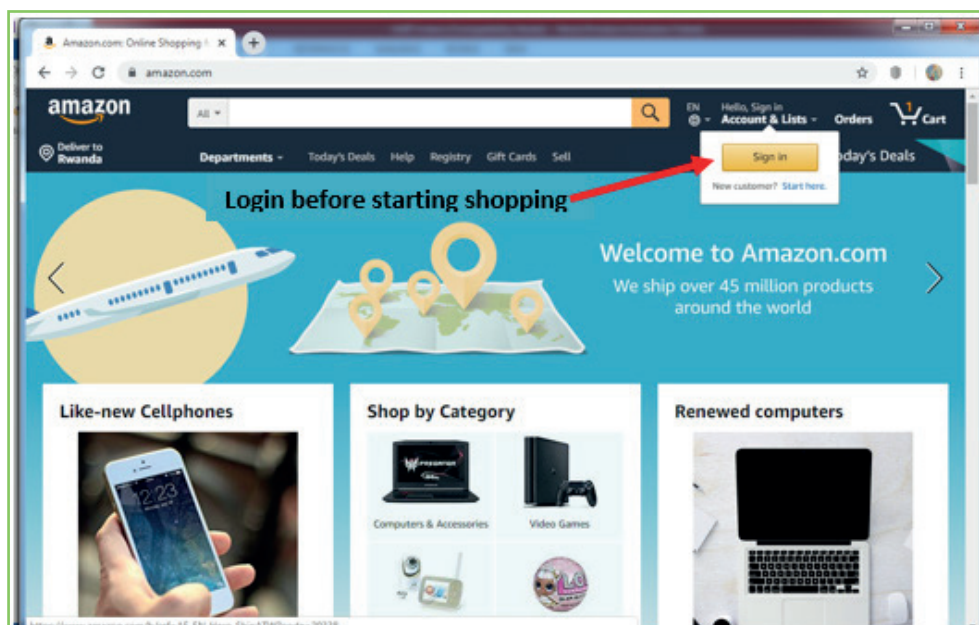 Amazon.com: Online Shopping
amazon.com
amazon
All
EN
Hello, Sign in
Account & Lists
Orders
1
Cart
Deliver to
Rwanda
Departments
Today's Deals
Help
Registry
Gift Cards
Sell
Sign in
oday's Deals
New customer? Start here.
Login before starting shopping
Welcome to Amazon.com
We ship over 45 million products
around the world
Like-new Cellphones
Shop by Category
Renewed computers
12:23
PREDATOR
Computers & Accessories
Video Games